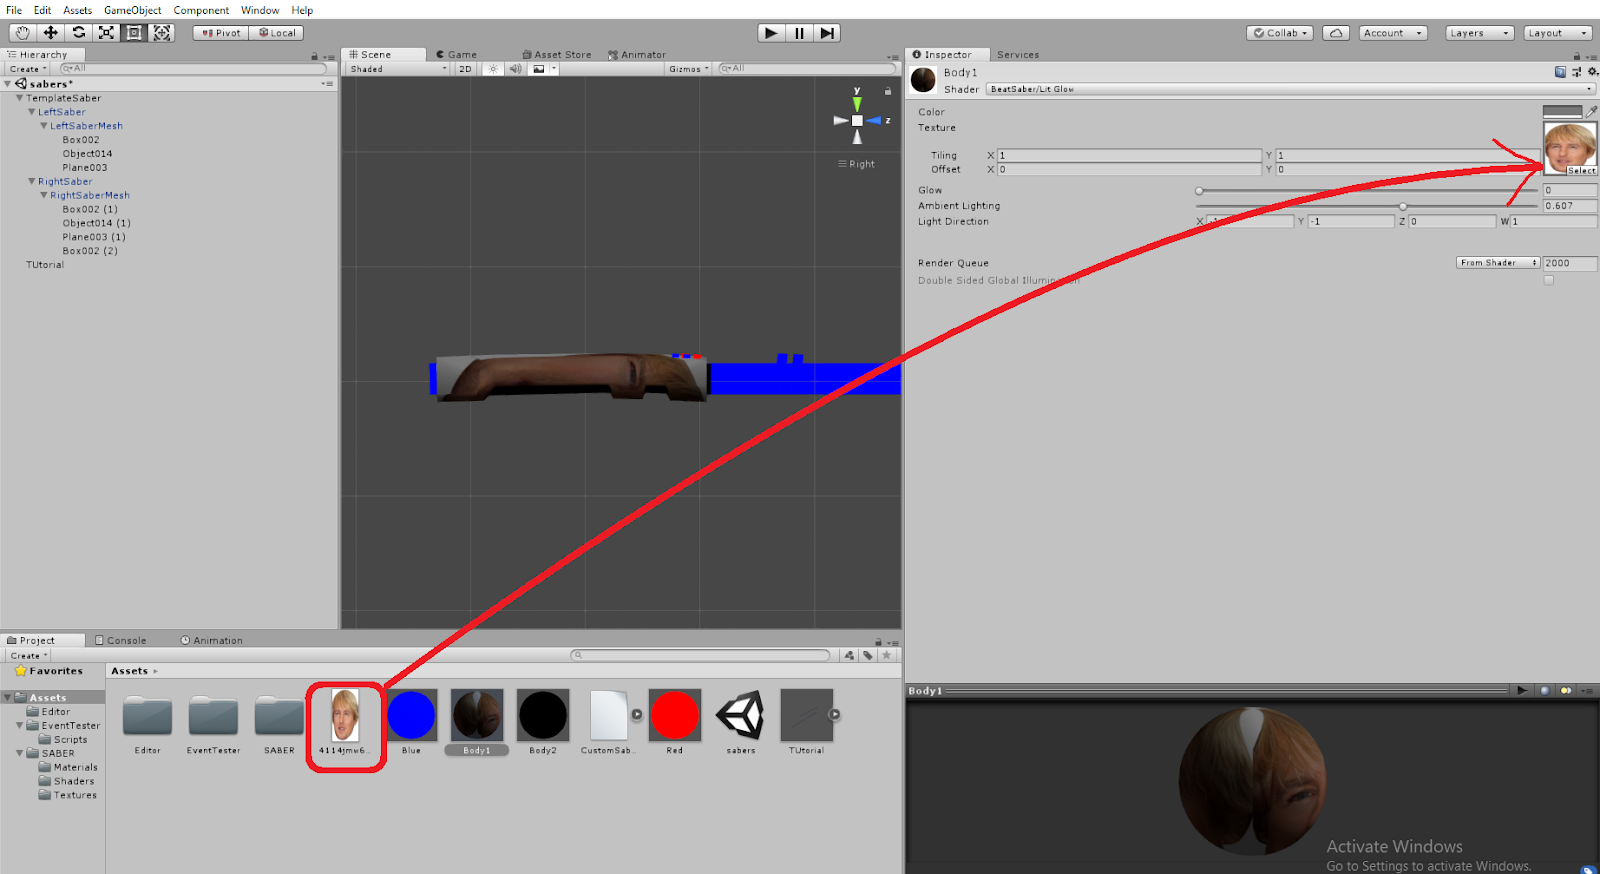 File Edit Assets GameObject Component Window Help
Pivot Local Collab Account Layers Layout
Hierarchy
Create All
sabers*
TemplateSaber
LeftSaber
LeftSaberMesh
Box002
Object014
Plane003
RightSaber
RightSaberMesh
Box002 (1)
Object014 (1)
Plane003 (1)
Box002 (2)
TUtorial
Scene Game Asset Store Animator
Shaded 2D Gizmos All
y
z
Right
Inspector Services
Body1
Shader BeatSaber/Lit Glow
Color
Texture
Tiling X 1 Y 1
Offset X 0 Y 0
Select
Glow 0
Ambient Lighting 0.607
Light Direction X -1 Y -1 Z 0 W 1
Render Queue From Shader 2000
Double Sided Global Illumination
Project Console Animation
Create
Favorites
Assets
Editor
EventTester
Scripts
SABER
Materials
Shaders
Textures
Assets
Editor EventTester SABER 4114jmw6... Blue Body1 Body2 CustomSab... Red sabers TUtorial
Body1
Activate Windows
Go to Settings to activate Windows.